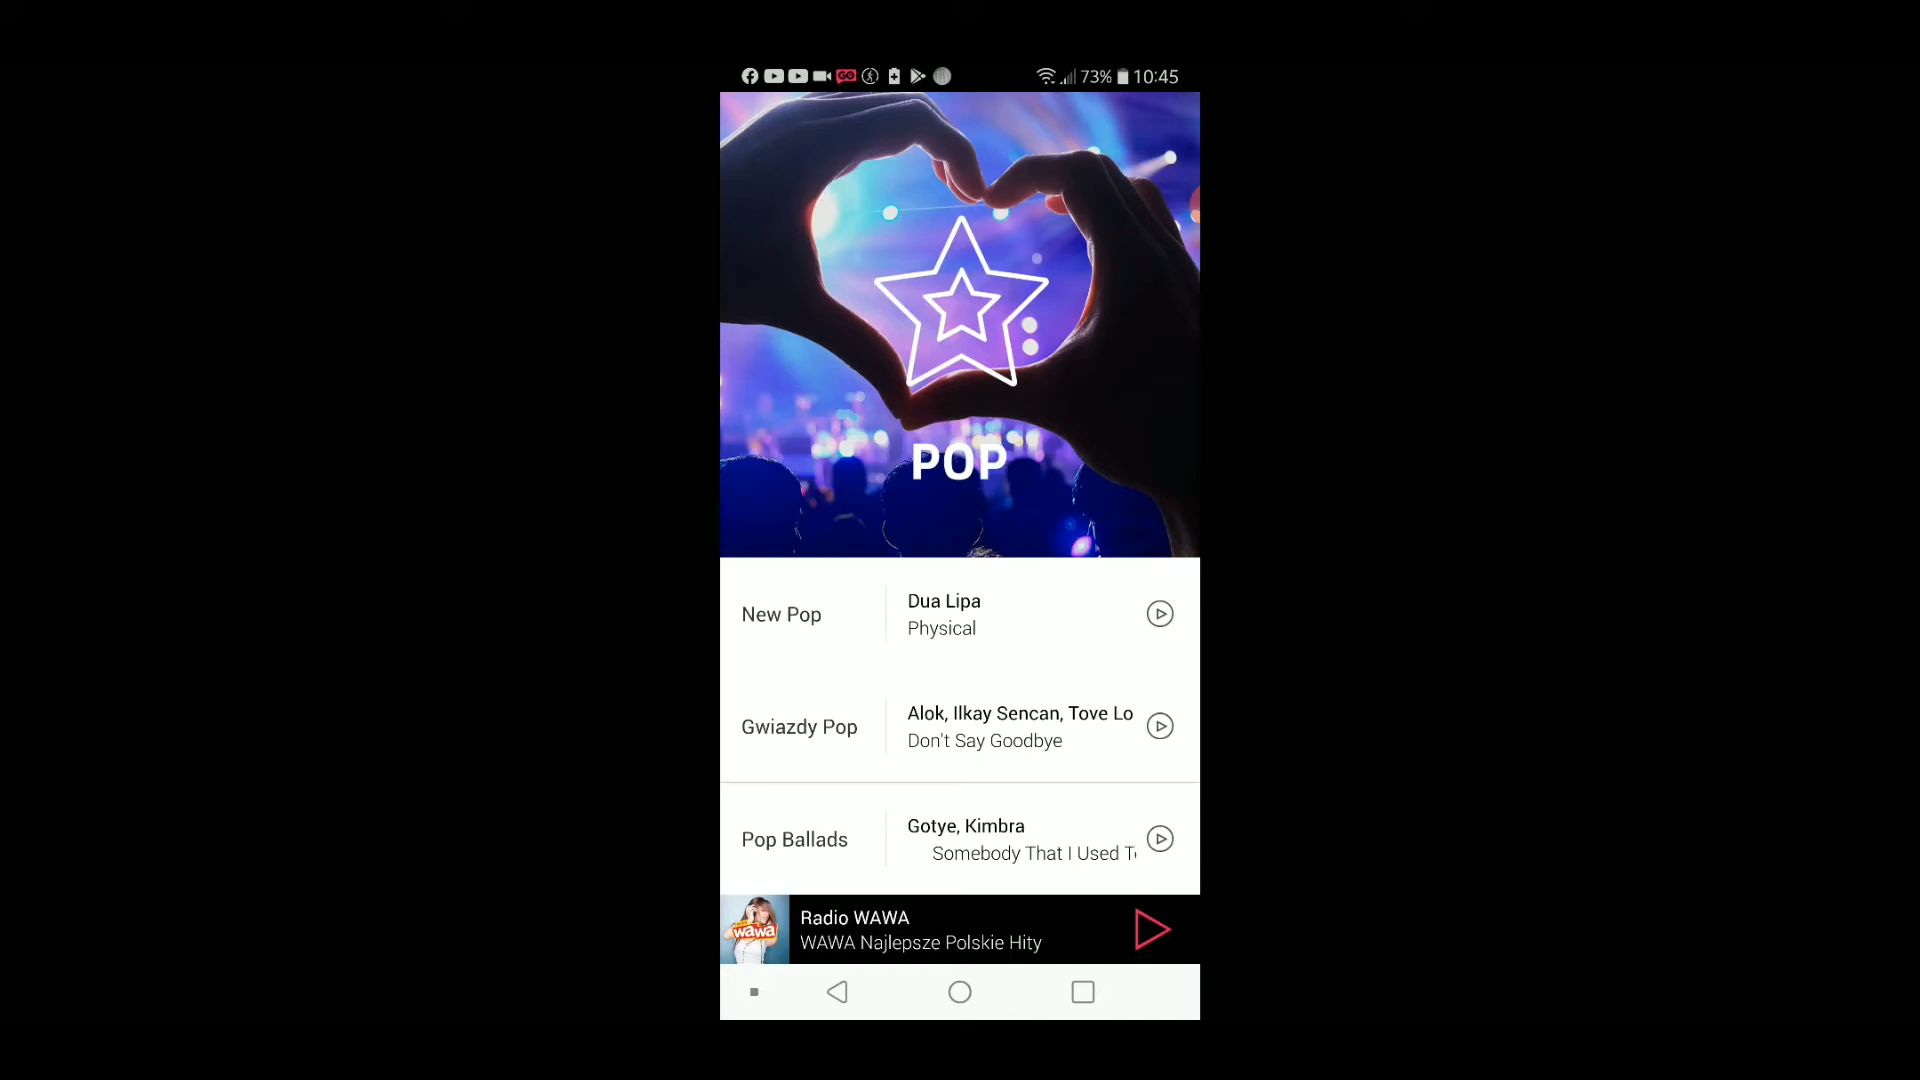 GO
73% 10:45
POP
New Pop
Dua Lipa
Physical
Gwiazdy Pop
Alok, Ilkay Sencan, Tove Lo
Don't Say Goodbye
Pop Ballads
Gotye, Kimbra
Somebody That I Used
wawa
Radio WAWA
WAWA Najlepsze Polskie Hity